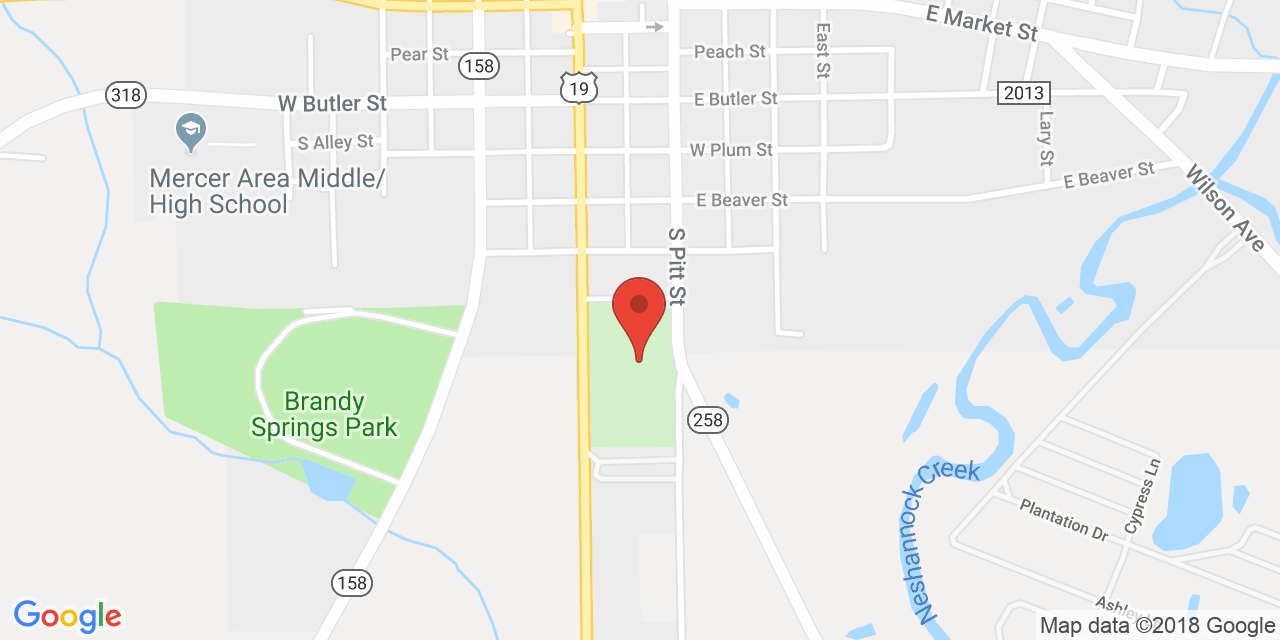 E Market St
East St
Pear St
158
Peach St
19
318
W Butler St
E Butler St
2013
S Alley St
W Plum St
Lary St
Mercer Area Middle/
High School
E Beaver St
E Beaver St
Wilson Ave
S Pitt St
Brandy
Springs Park
258
Neshannock Creek
Cypress Ln
Plantation Dr
158
Ashley
Google
Map data ©2018 Google